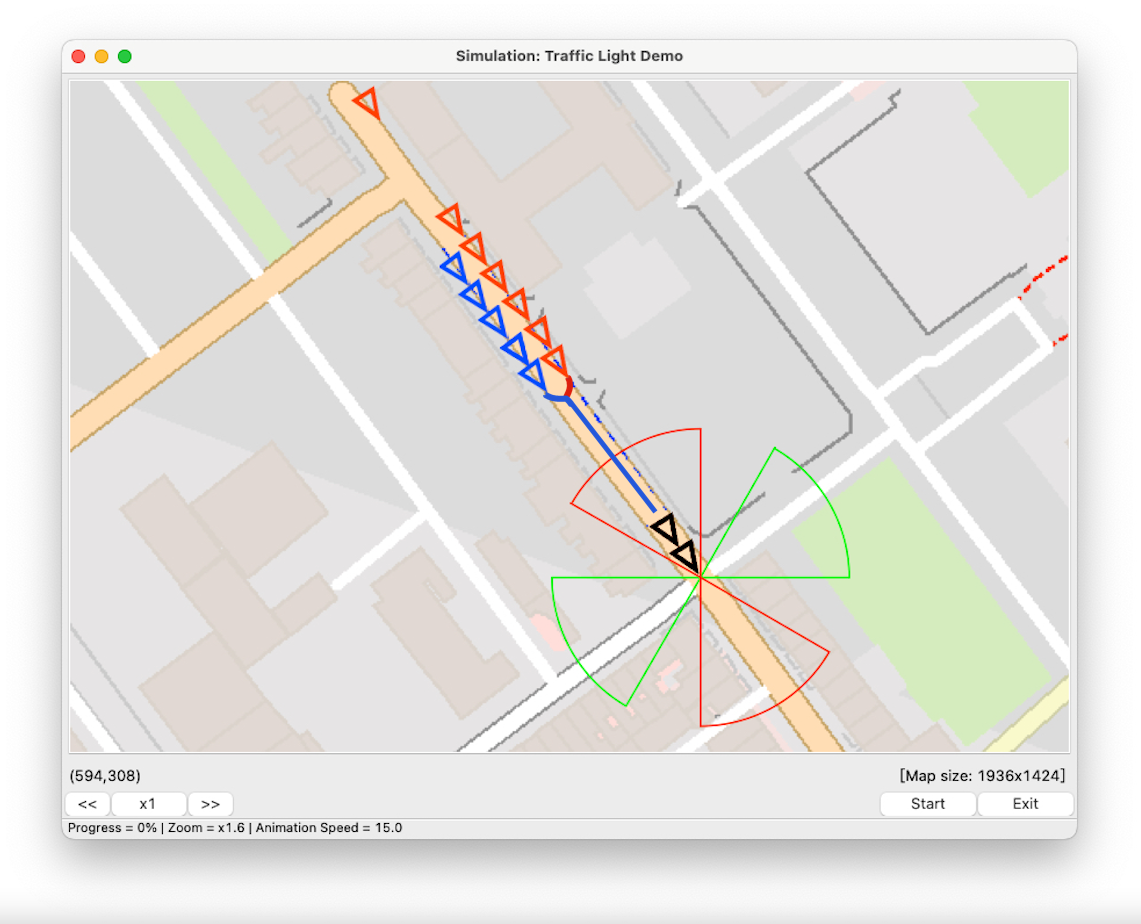 Simulation: Traffic Light Demo
(594,308) [Map size: 1936x1424]
<< x1 >> Start Exit
Progress = 0% | Zoom = x1.6 | Animation Speed = 15.0